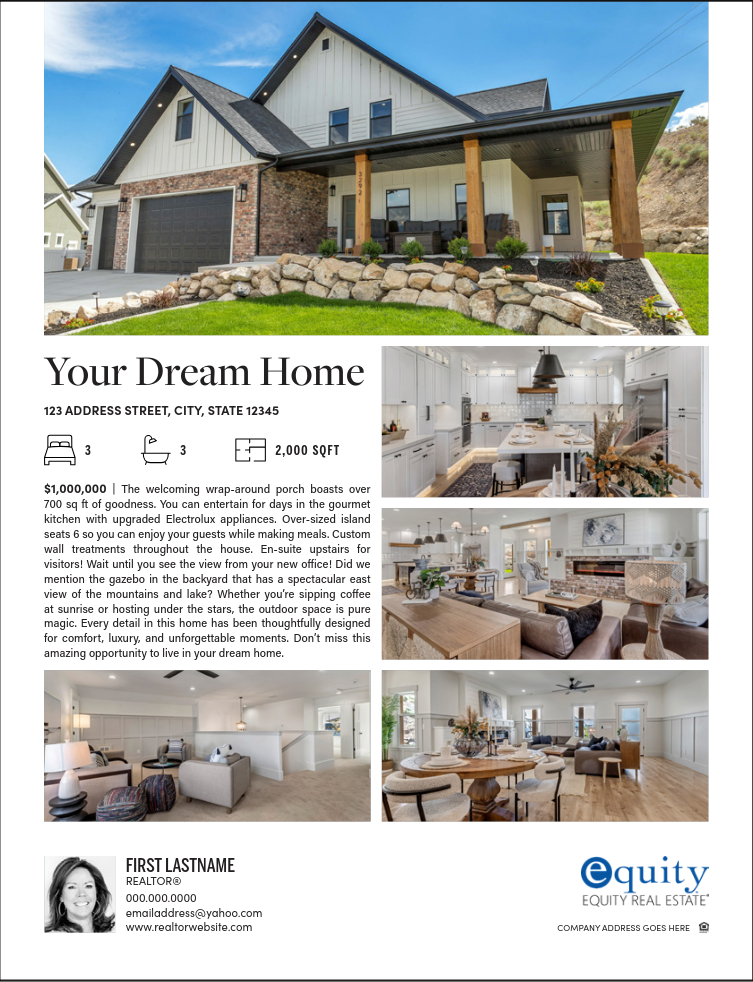 Your Dream Home
123 ADDRESS STREET, CITY, STATE 12345
3
3
2,000 SQFT
$1,000,000 | The welcoming wrap-around porch boasts over
700 sq ft of goodness. You can entertain for days in the gourmet
kitchen with upgraded Electrolux appliances. Over-sized island
seats 6 so you can enjoy your guests while making meals. Custom
wall treatments throughout the house. En-suite upstairs for
visitors! Wait until you see the view from your new office! Did we
mention the gazebo in the backyard that has a spectacular east
view of the mountains and lake? Whether you’re sipping coffee
at sunrise or hosting under the stars, the outdoor space is pure
magic. Every detail in this home has been thoughtfully designed
for comfort, luxury, and unforgettable moments. Don’t miss this
amazing opportunity to live in your dream home.
FIRST LASTNAME
REALTOR®
000.000.0000
emailaddress@yahoo.com
www.realtorwebsite.com
equity
EQUITY REAL ESTATE
COMPANY ADDRESS GOES HERE